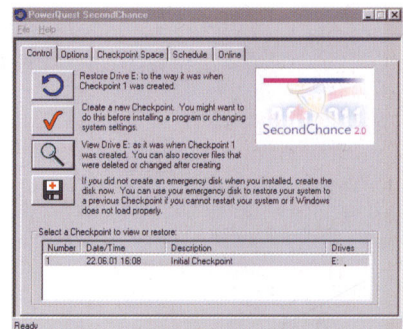 PowerQuest SecondChance
File Help
Control Options Checkpoint Space Schedule Online
Restore Drive E: to the way it was when
Checkpoint 1 was created.
Create a new Checkpoint. You might want to
do this before installing a program or changing
system settings.
View Drive E: as it was when Checkpoint 1
was created. You can also recover files that
were deleted or changed after creating
If you did not create an emergency disk when you installed, create the
disk now. You can use your emergency disk to restore your system to
a previous Checkpoint if you cannot restart your system or if Windows
does not load properly.
SecondChance 2.0
Select a Checkpoint to view or restore:
Number Date/Time Description Drives
1 22.06.01 16:08 Initial Checkpoint E:
Ready